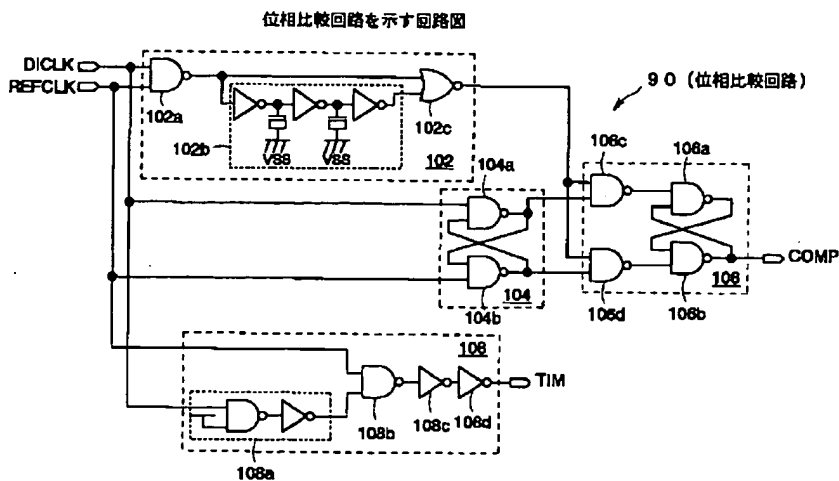 位相比較回路を示す回路図
DICLK
REFCLK
102a
102b
VSS
VSS
102c
102
90(位相比較回路)
106c
106a
104a
104b
104
106d
106b
106
COMP
108
108a
108b
108c
108d
TIM